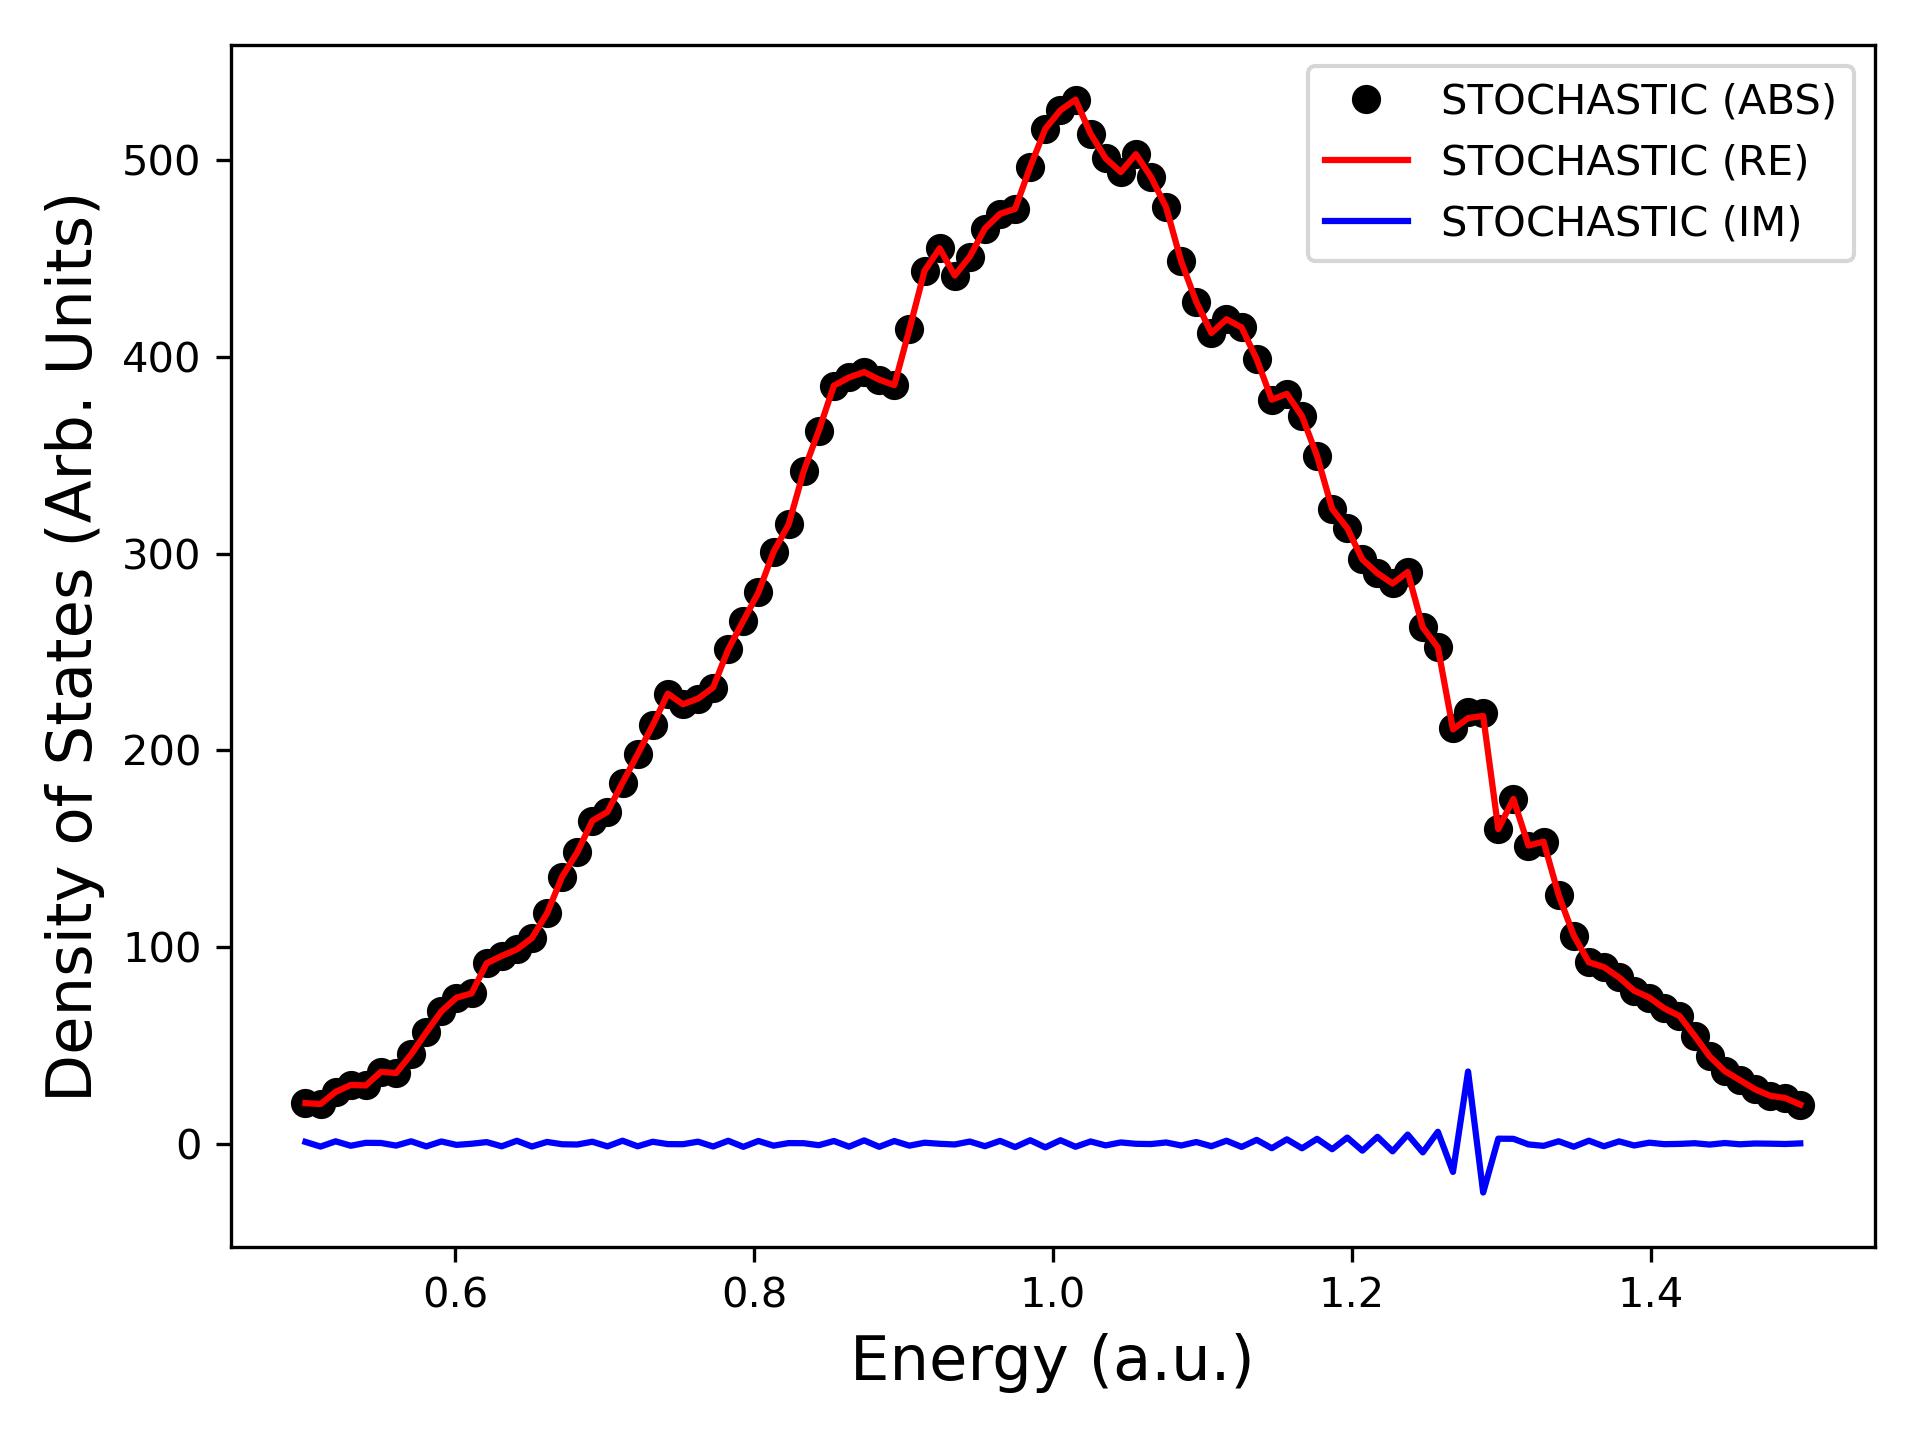 STOCHASTIC (ABS)
STOCHASTIC (RE)
STOCHASTIC (IM)
Density of States (Arb. Units)
500
400
300
200
100
0
0.6 0.8 1.0 1.2 1.4
Energy (a.u.)